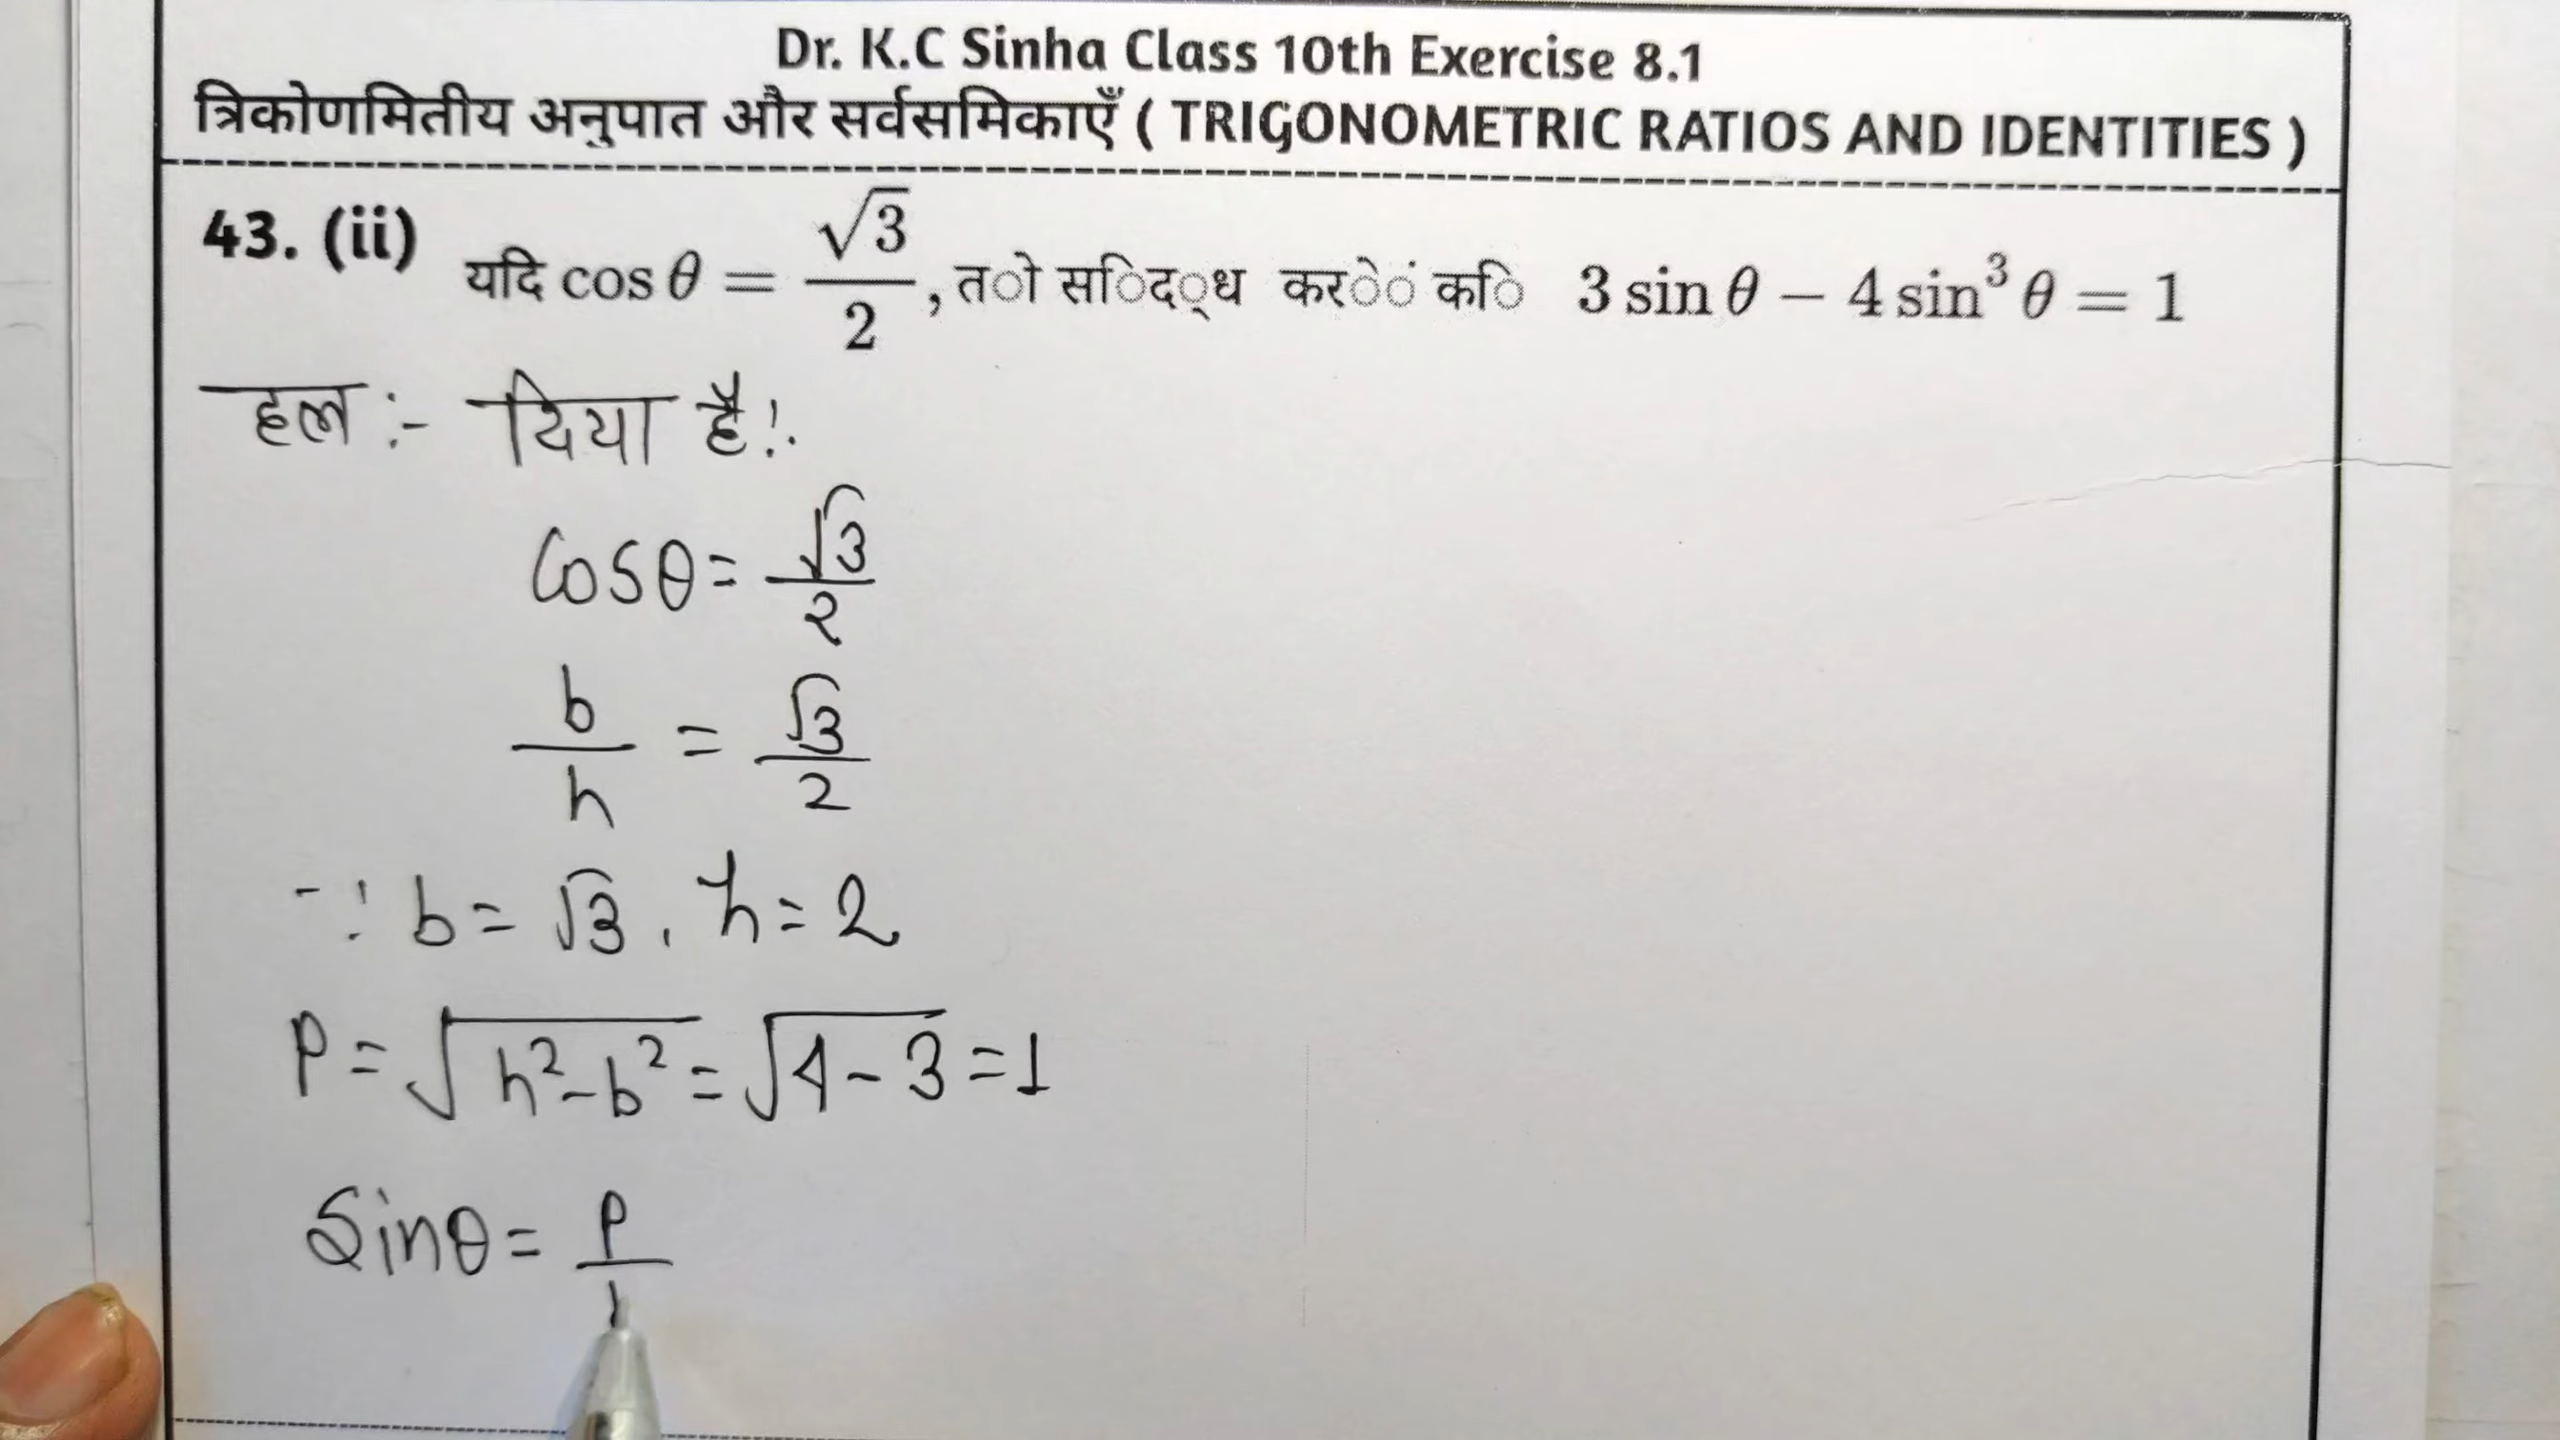 Dr. K.C Sinha Class 10th Exercise 8.1
त्रिकोणमितीय अनुपात और सर्वसमिकाएँ ( TRIGONOMETRIC RATIOS AND IDENTITIES )
43. (ii) यदि cos θ = √3/2, तो सिद्ध करें कि 3 sin θ − 4 sin³ θ = 1
हल :- दिया है :.
Cosθ = √3/2
b/h = √3/2
∵ b = √3, h = 2
P = √(h²-b²) = √(4-3) = 1
Sinθ = P/